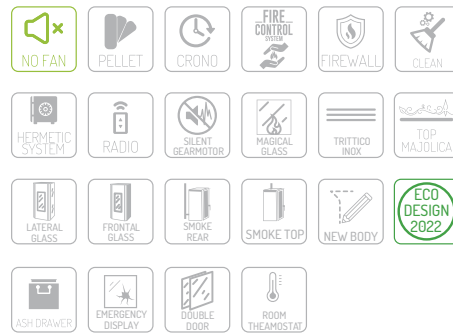 NO FAN
PELLET
CRONO
FIRE
CONTROL
SYSTEM
FIREWALL
CLEAN
HERMETIC
SYSTEM
RADIO
SILENT
GEARMOTOR
MAGICAL
GLASS
TRITTICO
INOX
TOP
MAJOLICA
LATERAL
GLASS
FRONTAL
GLASS
SMOKE
REAR
SMOKE TOP
NEW BODY
ECO
DESIGN
2022
ASH DRAWER
EMERGENCY
DISPLAY
DOUBLE
DOOR
ROOM
THEAMOSTAT